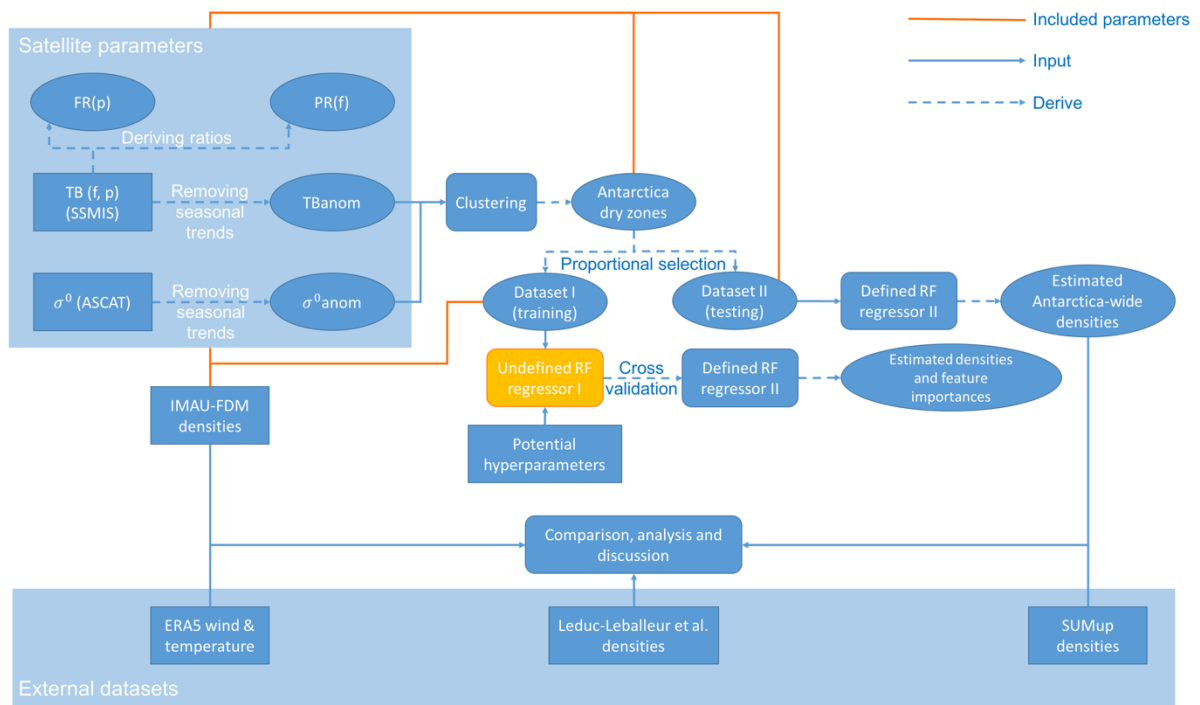 Included parameters
Input
Derive
Satellite parameters
FR(p)
PR(f)
Deriving ratios
TB (f, p)
(SSMIS)
Removing
seasonal
trends
TBanom
Clustering
Antarctica
dry zones
Proportional selection
σ⁰ (ASCAT)
Removing
seasonal
trends
σ⁰anom
Dataset I
(training)
Dataset II
(testing)
Defined RF
regressor II
Estimated
Antarctica-wide
densities
Undefined RF
regressor I
Cross
validation
Defined RF
regressor II
Estimated densities
and feature
importances
IMAU-FDM
densities
Potential
hyperparameters
Comparison, analysis and
discussion
ERA5 wind &
temperature
Leduc-Leballeur et al.
densities
SUMup
densities
External datasets